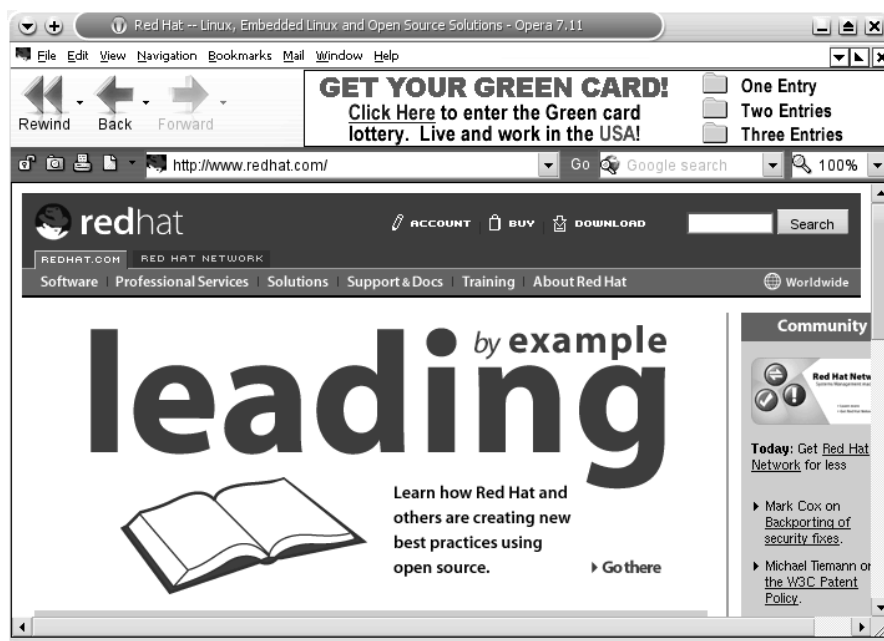 Red Hat -- Linux, Embedded Linux and Open Source Solutions - Opera 7.11
File Edit View Navigation Bookmarks Mail Window Help
Rewind Back Forward
GET YOUR GREEN CARD!
Click Here to enter the Green card
lottery. Live and work in the USA!
One Entry
Two Entries
Three Entries
http://www.redhat.com/ Go Google search 100%
redhat ACCOUNT BUY DOWNLOAD Search
REDHAT.COM RED HAT NETWORK
Software Professional Services Solutions Support & Docs Training About Red Hat Worldwide
leading by example
Learn how Red Hat and
others are creating new
best practices using
open source. Go there
Community
Red Hat Netw
Today: Get Red Hat
Network for less
Mark Cox on
Backporting of
security fixes.
Michael Tiemann on
the W3C Patent
Policy.